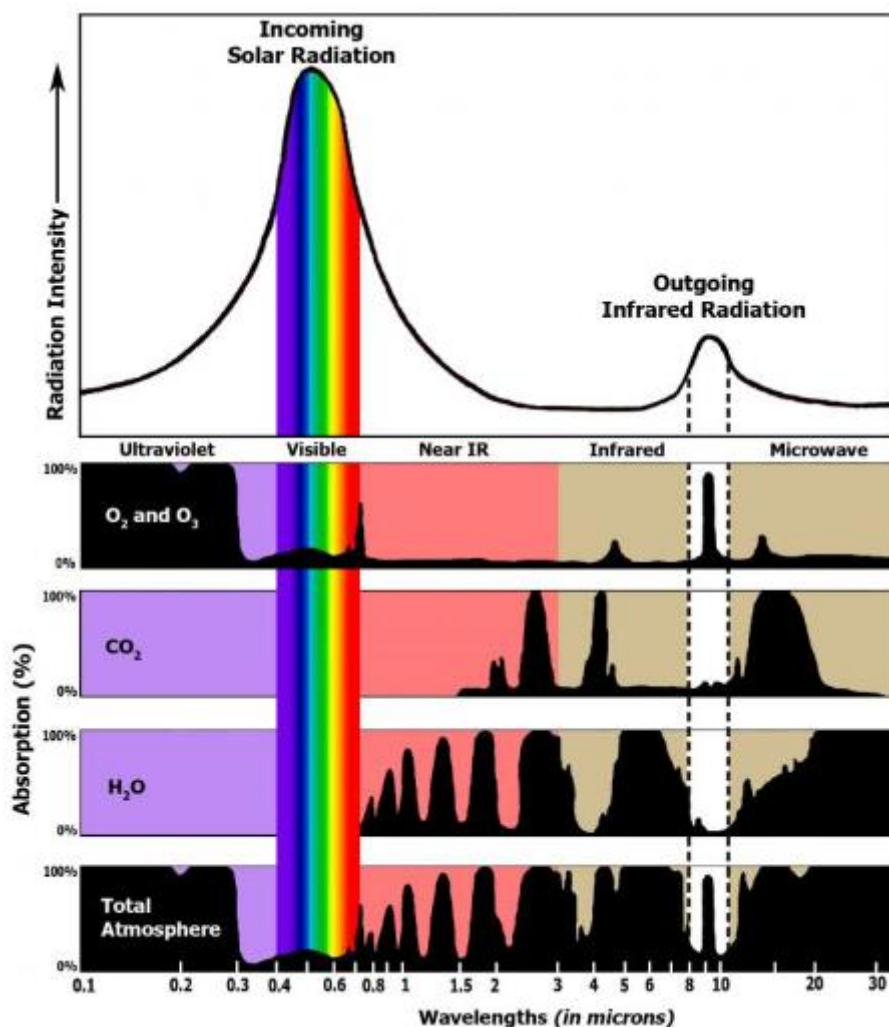 Incoming
Solar Radiation
Radiation Intensity
Outgoing
Infrared Radiation
Ultraviolet Visible Near IR Infrared Microwave
100%
O₂ and O₃
0%
100%
CO₂
0%
Absorption (%)
100%
H₂O
0%
100%
Total
Atmosphere
0%
0.1 0.2 0.3 0.4 0.6 0.8 1 1.5 2 3 4 5 6 8 10 20 30
Wavelengths (in microns)